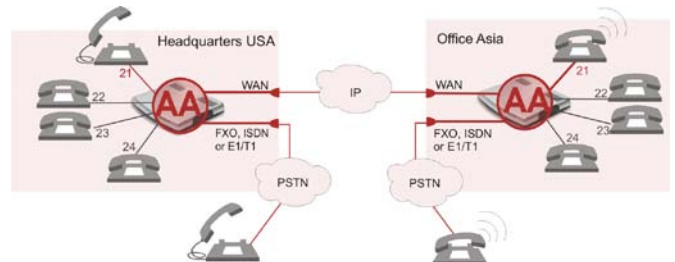 Headquarters USA
21
22
23
24
AA
WAN
FXO, ISDN
or E1/T1
IP
PSTN
PSTN
Office Asia
WAN
FXO, ISDN
or E1/T1
AA
21
22
23
24